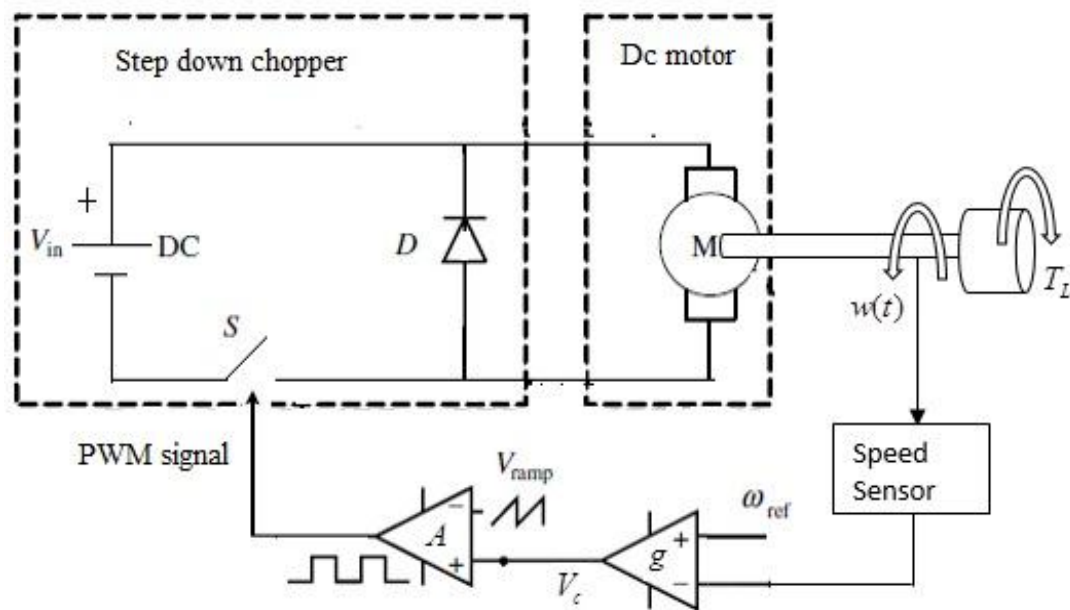 Step down chopper
Dc motor
+
V_in
DC
D
M
S
w(t)
T_L
PWM signal
V_ramp
Speed
Sensor
ω_ref
−
A
+
+
g
−
V_c